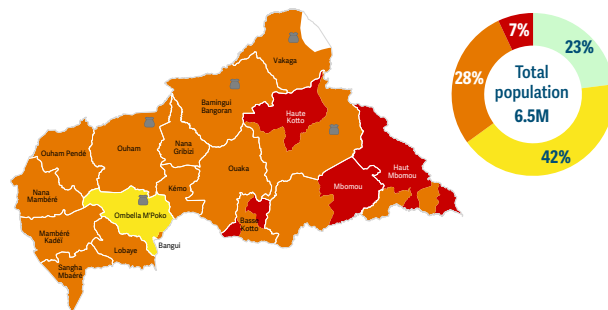 Vakaga
Bamingui
Bangoran
Haute
Kotto
Ouham Pendé
Ouham
Nana
Gribizi
Ouaka
Haut
Mbomou
Nana
Mambéré
Kémo
Mbomou
Ombella M'Poko
Basse
Kotto
Bangui
Mambéré
Kadéï
Lobaye
Sangha
Mbaéré
7%
23%
28%
Total
population
6.5M
42%